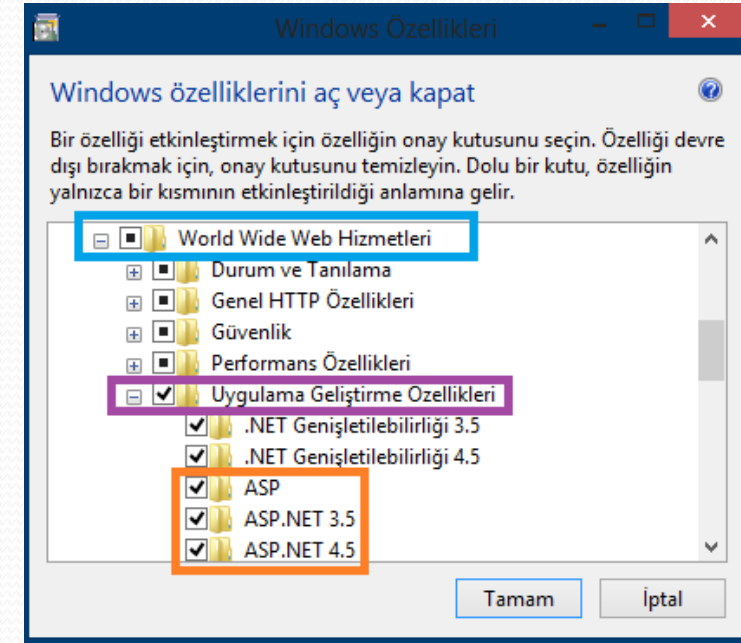 Windows Özellikleri
Windows özelliklerini aç veya kapat
Bir özelliği etkinleştirmek için özelliğin onay kutusunu seçin. Özelliği devre
dışı bırakmak için, onay kutusunu temizleyin. Dolu bir kutu, özelliğin
yalnızca bir kısmının etkinleştirildiği anlamına gelir.
World Wide Web Hizmetleri
Durum ve Tanılama
Genel HTTP Özellikleri
Güvenlik
Performans Özellikleri
Uygulama Geliştirme Özellikleri
.NET Genişletilebilirliği 3.5
.NET Genişletilebilirliği 4.5
ASP
ASP.NET 3.5
ASP.NET 4.5
Tamam İptal